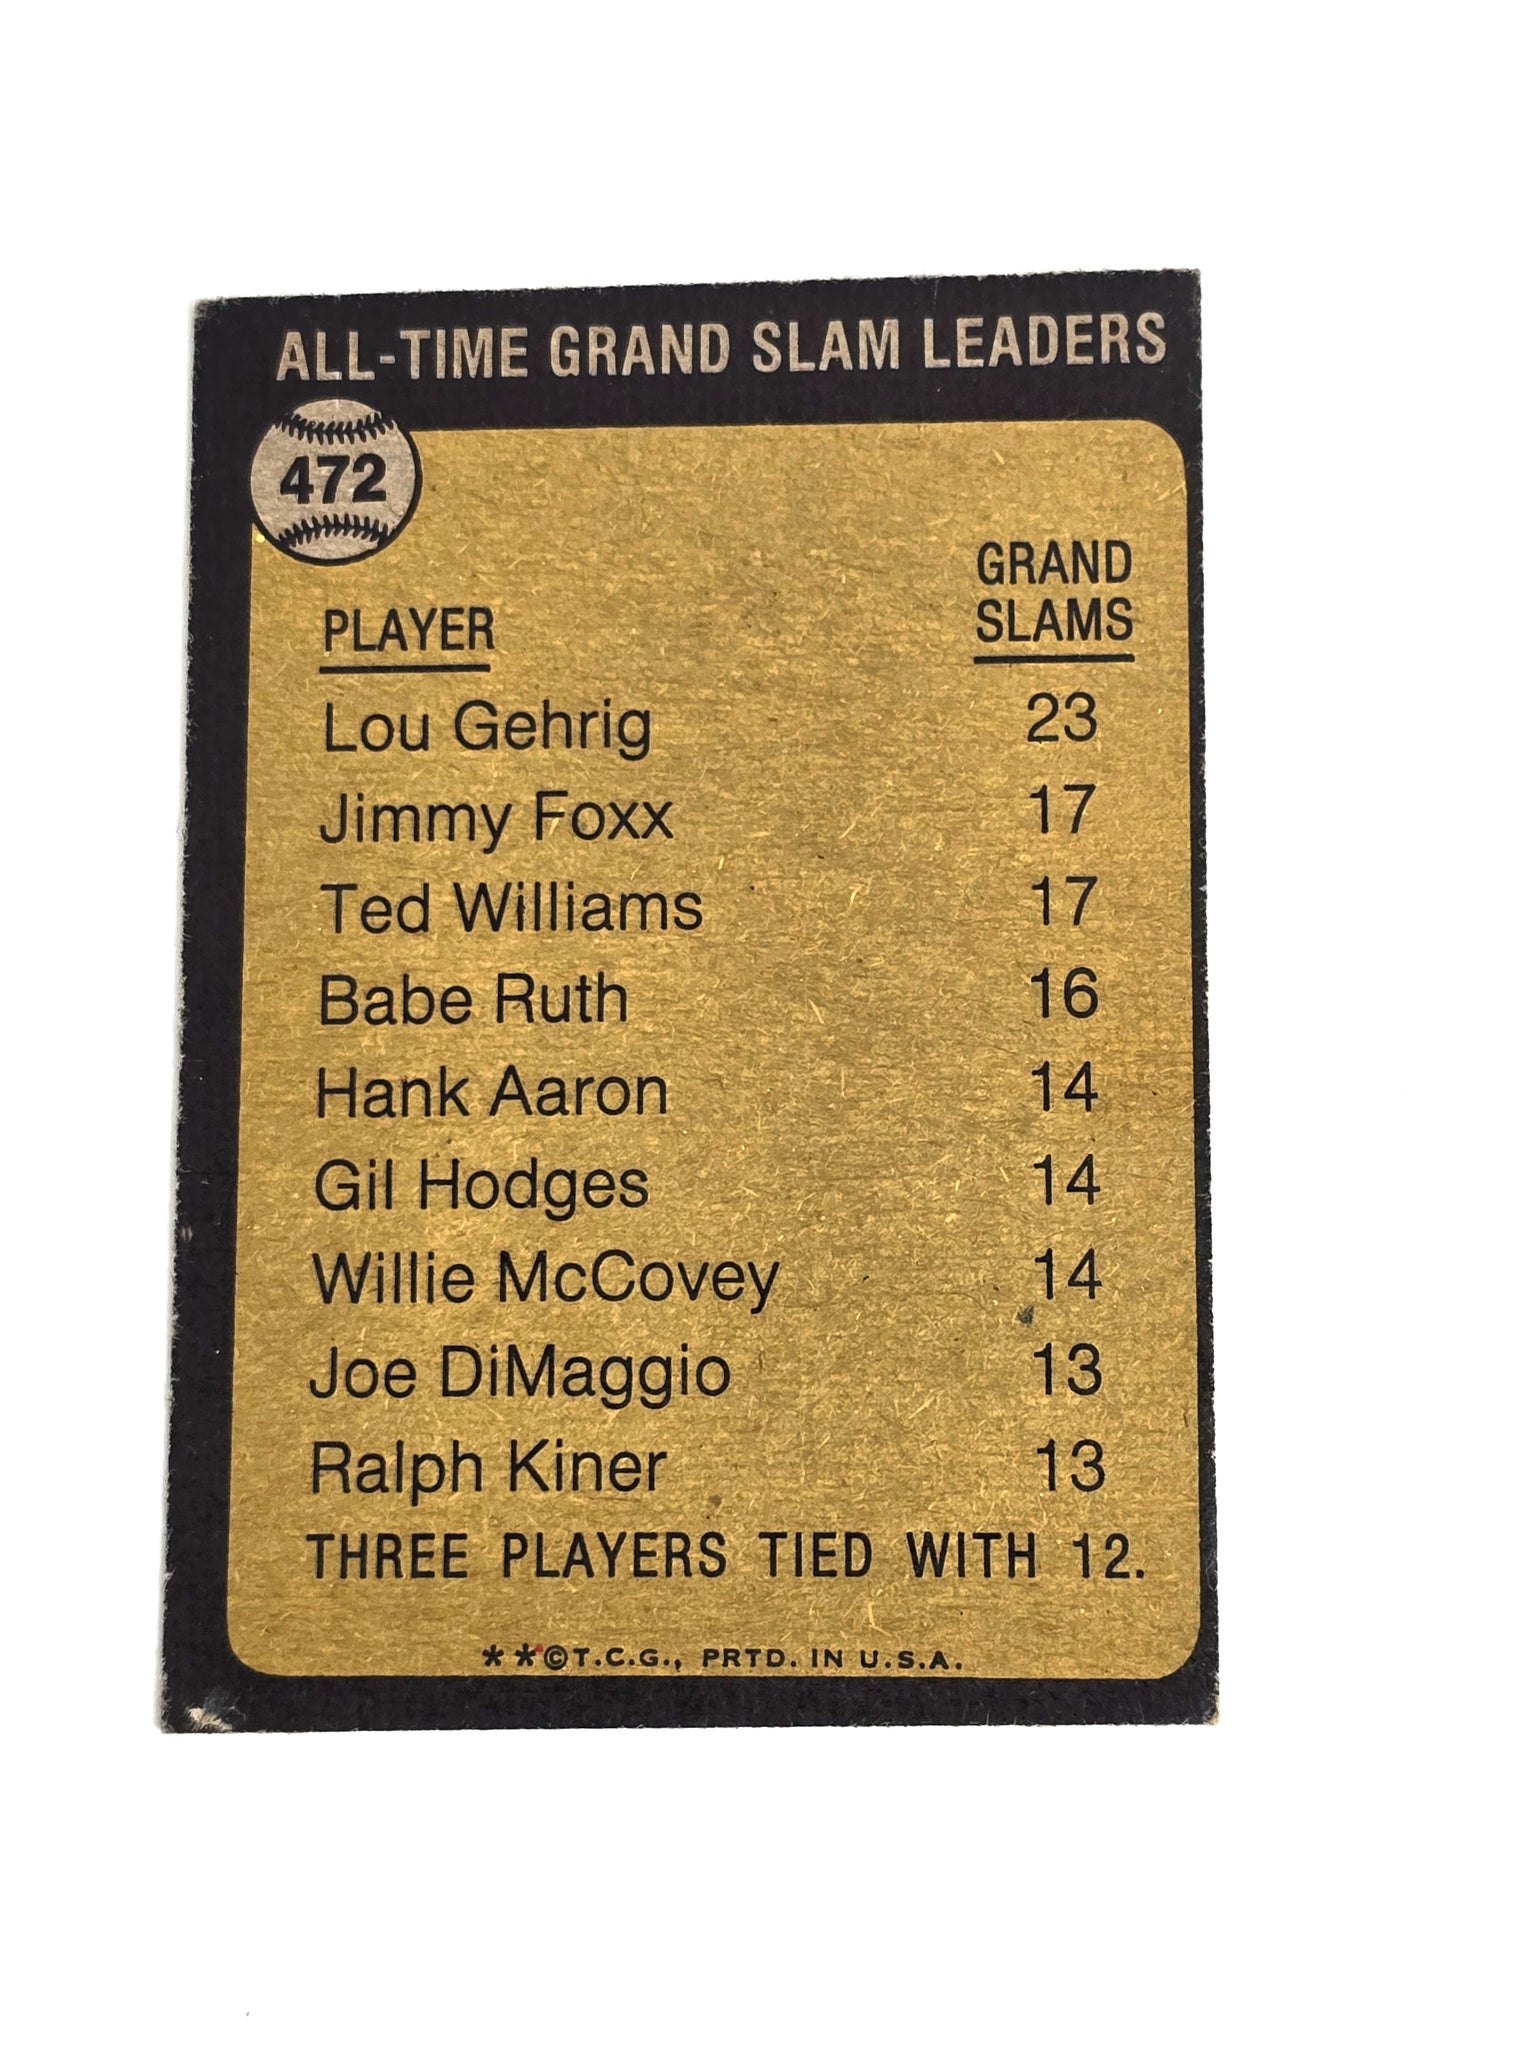 ALL-TIME GRAND SLAM LEADERS
472
PLAYER GRAND SLAMS
Lou Gehrig 23
Jimmy Foxx 17
Ted Williams 17
Babe Ruth 16
Hank Aaron 14
Gil Hodges 14
Willie McCovey 14
Joe DiMaggio 13
Ralph Kiner 13
THREE PLAYERS TIED WITH 12.
**©T.C.G., PRTD. IN U.S.A.